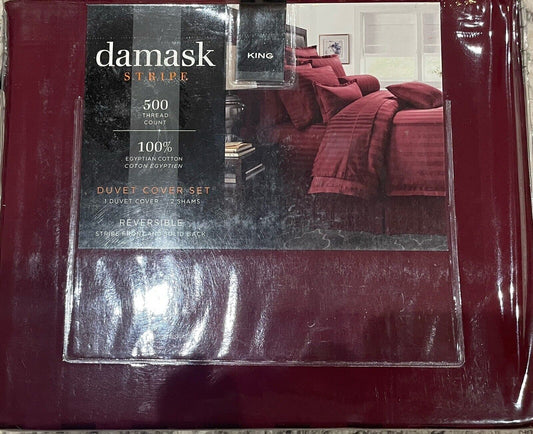 damask
STRIPE
KING
500
THREAD
COUNT
100%
EGYPTIAN COTTON
COTON ÉGYPTIEN
DUVET COVER SET
1 DUVET COVER 2 SHAMS
REVERSIBLE
STRIPE FRONT AND SOLID BACK